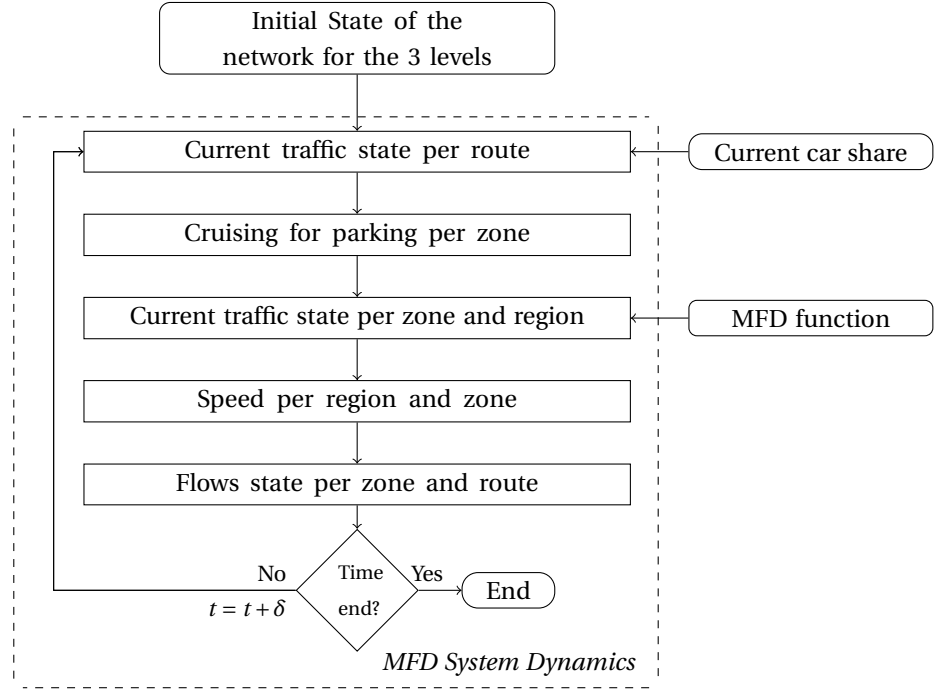 Initial State of the
network for the 3 levels
Current traffic state per route
Current car share
Cruising for parking per zone
Current traffic state per zone and region
MFD function
Speed per region and zone
Flows state per zone and route
No
Time
Yes
end?
End
t = t + δ
MFD System Dynamics